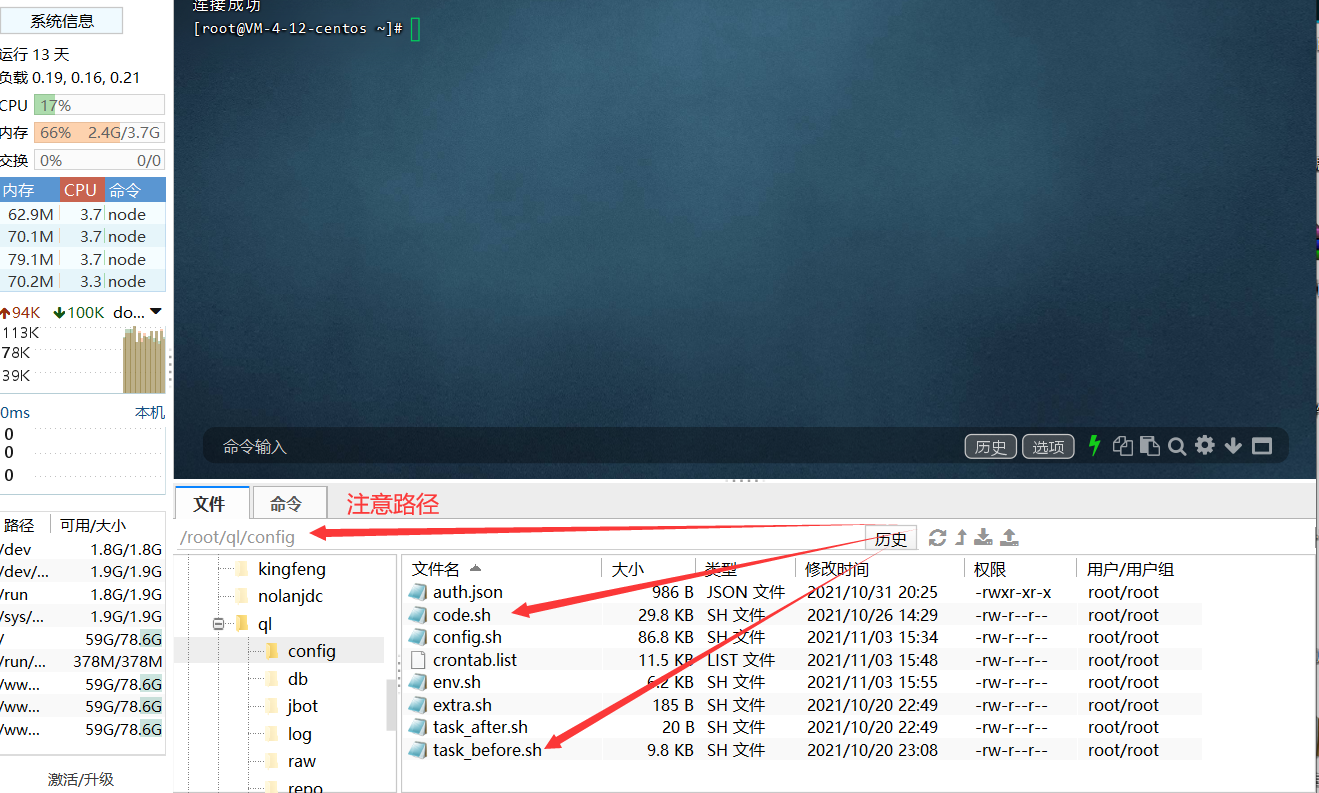 系统信息
运行 13 天
负载 0.19, 0.16, 0.21
CPU 17%
内存 66% 2.4G/3.7G
交换 0% 0/0
内存 CPU 命令
62.9M 3.7 node
70.1M 3.7 node
79.1M 3.7 node
70.2M 3.3 node
94K 100K do...
113K
78K
39K
0ms 本机
0
0
0
路径 可用/大小
/dev 1.8G/1.8G
/dev/... 1.9G/1.9G
/run 1.8G/1.9G
/sys/... 1.9G/1.9G
/ 59G/78.6G
/run/... 378M/378M
/ww... 59G/78.6G
/ww... 59G/78.6G
/ww... 59G/78.6G
激活/升级
连接成功
[root@VM-4-12-centos ~]#
命令输入 历史 选项
文件 命令 注意路径
/root/ql/config 历史
kingfeng
nolanjdc
ql
config
db
jbot
log
raw
repo
文件名 大小 类型 修改时间 权限 用户/用户组
auth.json 986 B JSON 文件 2021/10/31 20:25 -rwxr-xr-x root/root
code.sh 29.8 KB SH 文件 2021/10/26 14:29 -rw-r--r-- root/root
config.sh 86.8 KB SH 文件 2021/11/03 15:34 -rw-r--r-- root/root
crontab.list 11.5 KB LIST 文件 2021/11/03 15:48 -rw-r--r-- root/root
env.sh 6.2 KB SH 文件 2021/11/03 15:55 -rw-r--r-- root/root
extra.sh 185 B SH 文件 2021/10/20 22:49 -rw-r--r-- root/root
task_after.sh 20 B SH 文件 2021/10/20 22:49 -rw-r--r-- root/root
task_before.sh 9.8 KB SH 文件 2021/10/20 23:08 -rw-r--r-- root/root